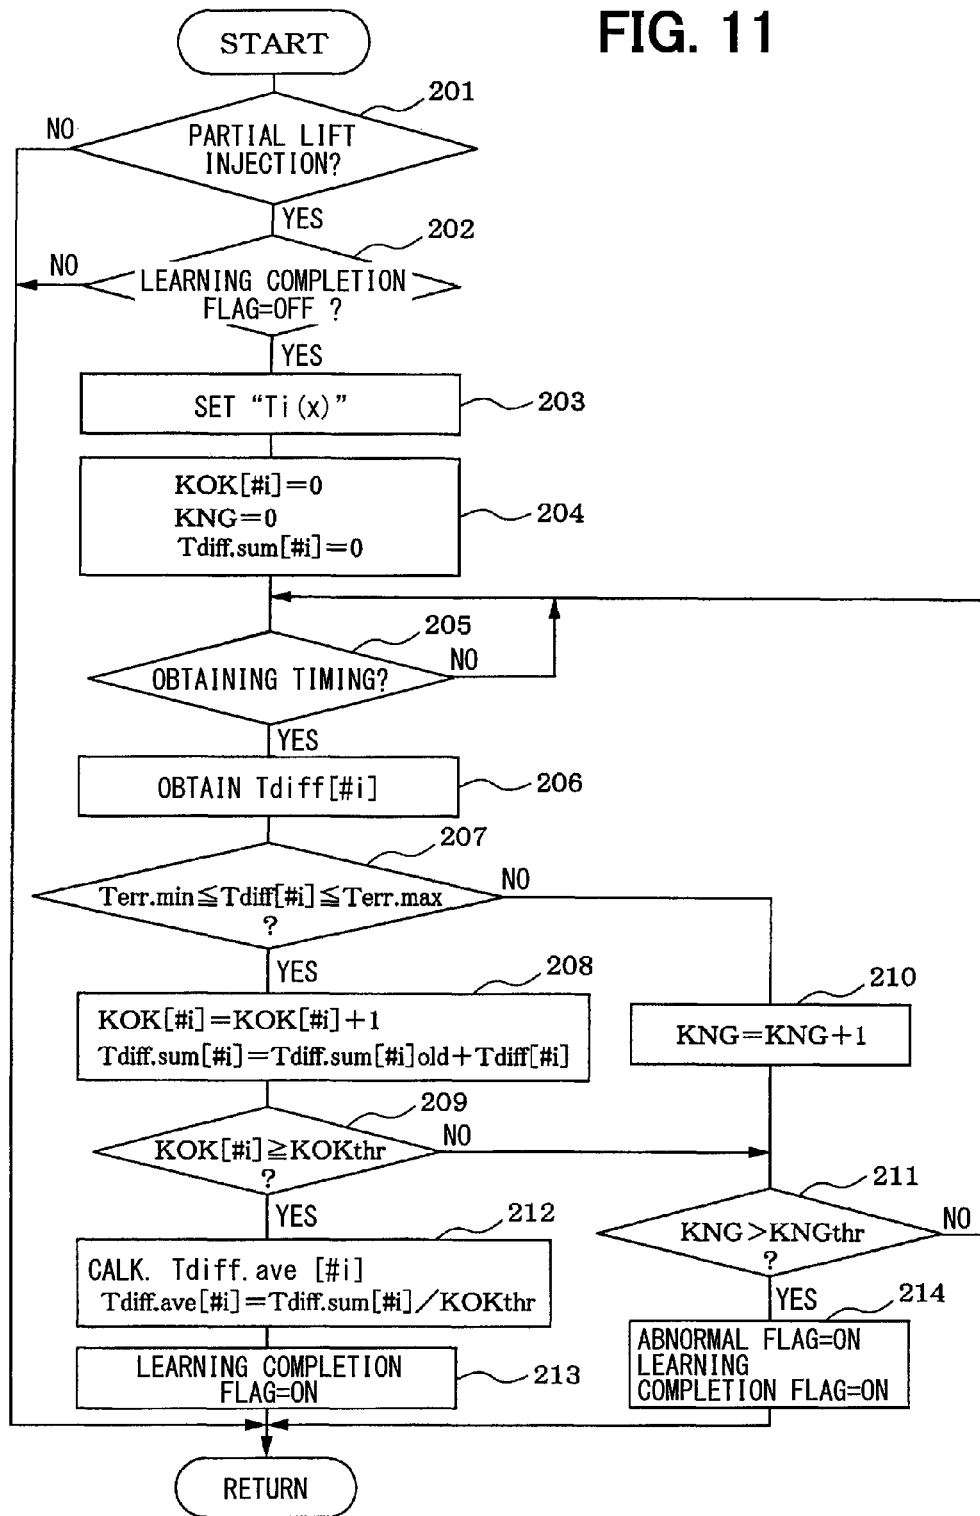 FIG. 11
START
201
NO
PARTIAL LIFT
INJECTION?
YES
202
NO
LEARNING COMPLETION
FLAG=OFF ?
YES
SET “Ti(x)”
203
KOK[#i]=0
KNG=0
Tdiff.sum[#i]=0
204
205
NO
OBTAINING TIMING?
YES
OBTAIN Tdiff[#i]
206
207
NO
Terr.min≦Tdiff[#i]≦Terr.max
?
YES
208
KOK[#i]=KOK[#i]+1
Tdiff.sum[#i]=Tdiff.sum[#i]old+Tdiff[#i]
210
KNG=KNG+1
209
NO
KOK[#i]≧KOKthr
?
YES
211
NO
KNG>KNGthr
?
YES
212
CALK. Tdiff.ave [#i]
Tdiff.ave[#i]=Tdiff.sum[#i]/KOKthr
214
ABNORMAL FLAG=ON
LEARNING
COMPLETION FLAG=ON
LEARNING COMPLETION
FLAG=ON
213
RETURN